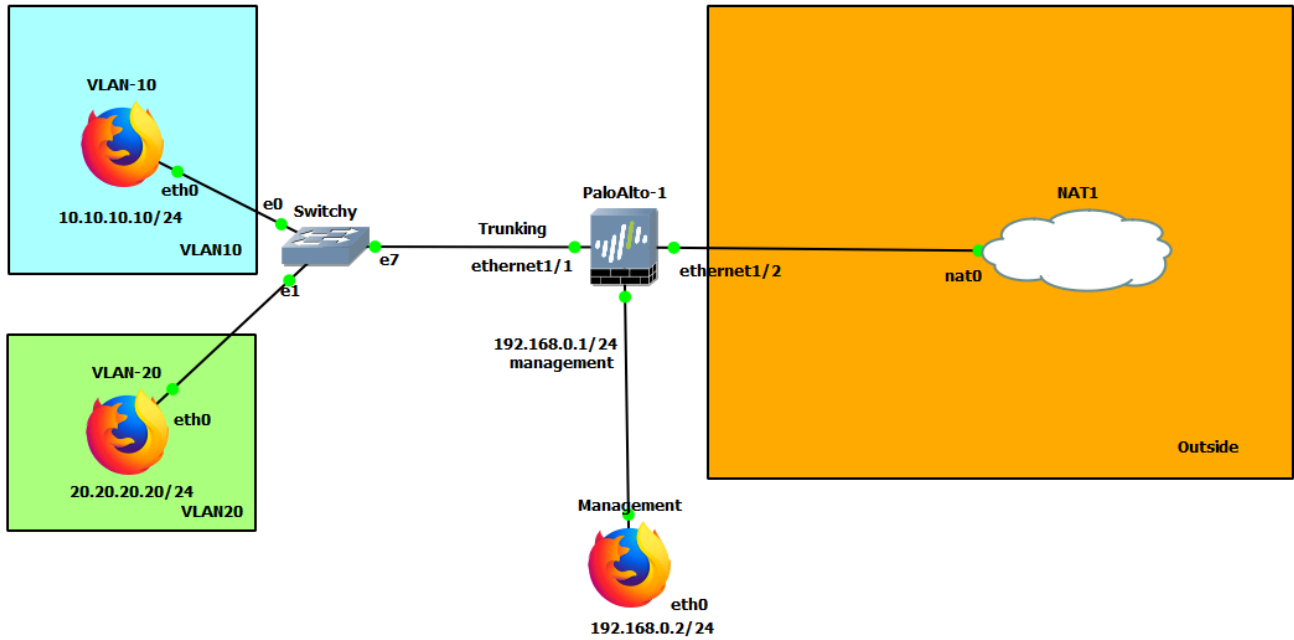 VLAN-10
eth0
10.10.10.10/24
VLAN10
e0
Switchy
e7
e1
VLAN-20
eth0
20.20.20.20/24
VLAN20
Trunking
ethernet1/1
PaloAlto-1
ethernet1/2
192.168.0.1/24
management
Management
eth0
192.168.0.2/24
NAT1
nat0
Outside